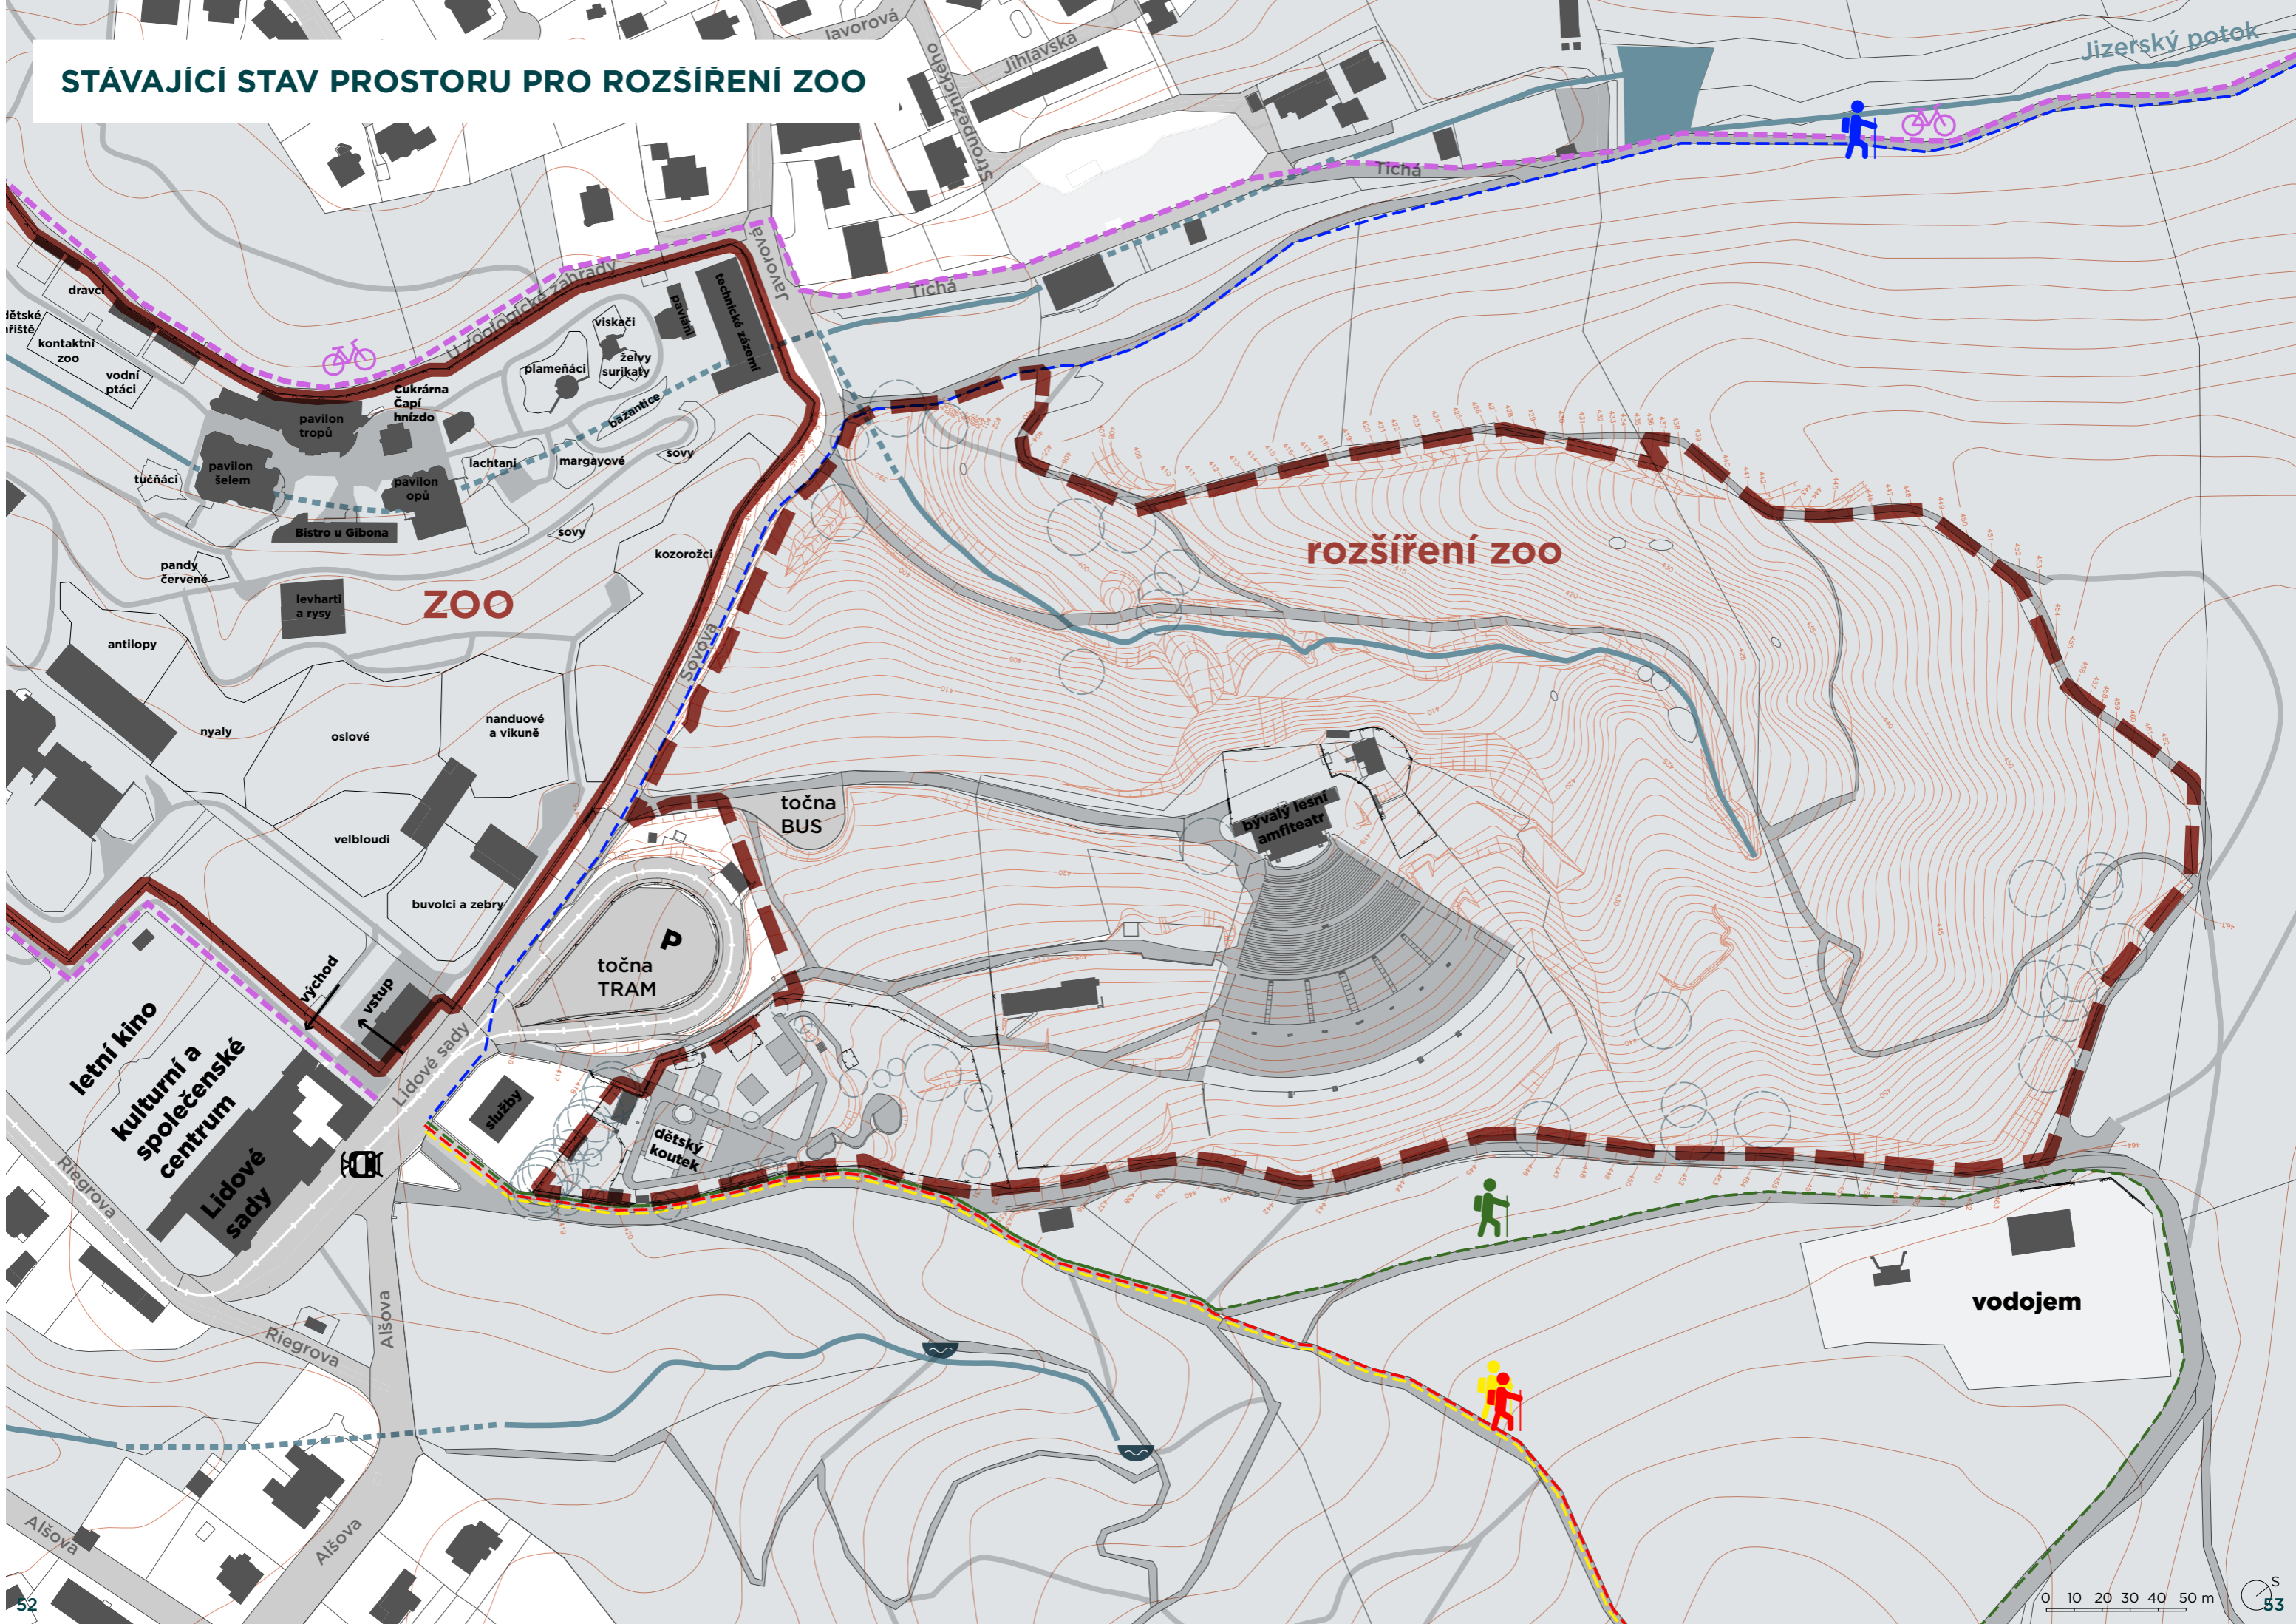 STÁVAJÍCÍ STAV PROSTORU PRO ROZŠÍŘENÍ ZOO
Javorová
Jihlavská
Stroupežnického
Jizerský potok
Tichá
Tichá
Javorová
U zoologické zahrady
dravci
kontaktní
zoo
vodní
ptáci
technické zázemí
paviáni
viskači
želvy
surikaty
plameňáci
bažantice
Cukrárna
Čapí
hnízdo
pavilon
tropů
pavilon
šelem
tučňáci
pavilon
opů
lachtani
margayové
sovy
sovy
Bistro u Gibona
kozorožci
pandy
červené
levharti
a rysy
ZOO
rozšíření zoo
antilopy
nyaly
oslové
nanduové
a vikuně
Sovova
velbloudi
buvolci a zebry
točna
BUS
bývalý lesní
amfiteatr
P
točna
TRAM
východ
vstup
Lidové sady
letní kino
kulturní a
společenské
centrum
Lidové
sady
služby
dětský
koutek
Riegrova
Riegrova
Alšova
Alšova
Alšova
vodojem
0 10 20 30 40 50 m
S
52
53